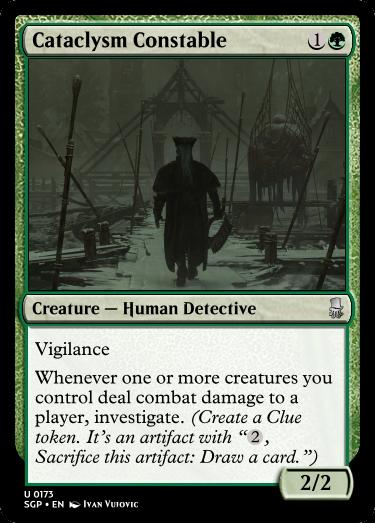 Cataclysm Constable 1
Creature — Human Detective
Vigilance
Whenever one or more creatures you
control deal combat damage to a
player, investigate. (Create a Clue
token. It's an artifact with “2,
Sacrifice this artifact: Draw a card.”)
2/2
U 0173
SGP • EN Ivan Vujovic